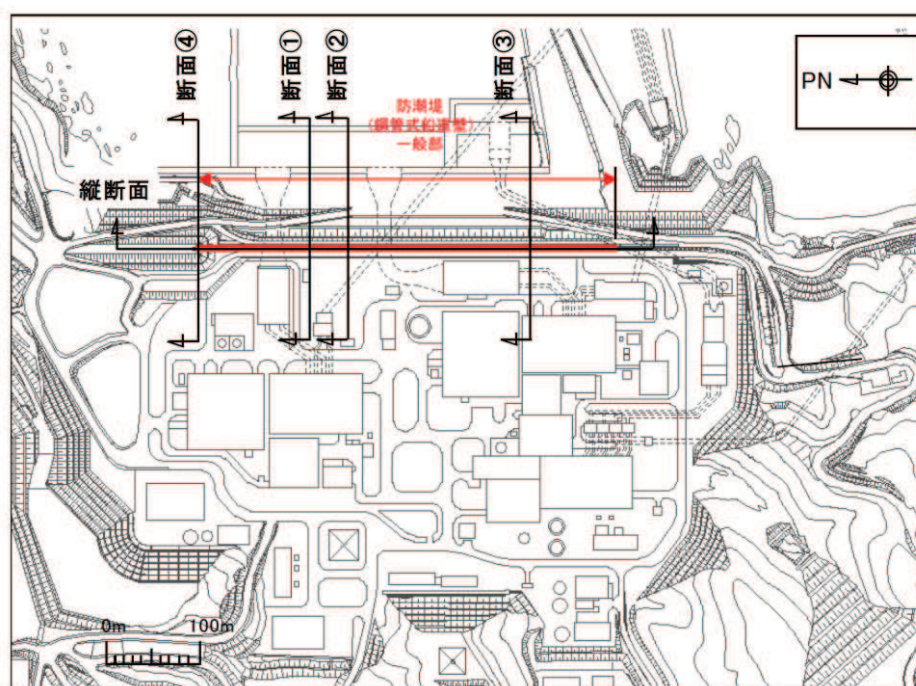 断面④
断面①
断面②
断面③
PN
防潮堤
(鋼管式鉛直壁)
一般部
縦断面
0m
100m